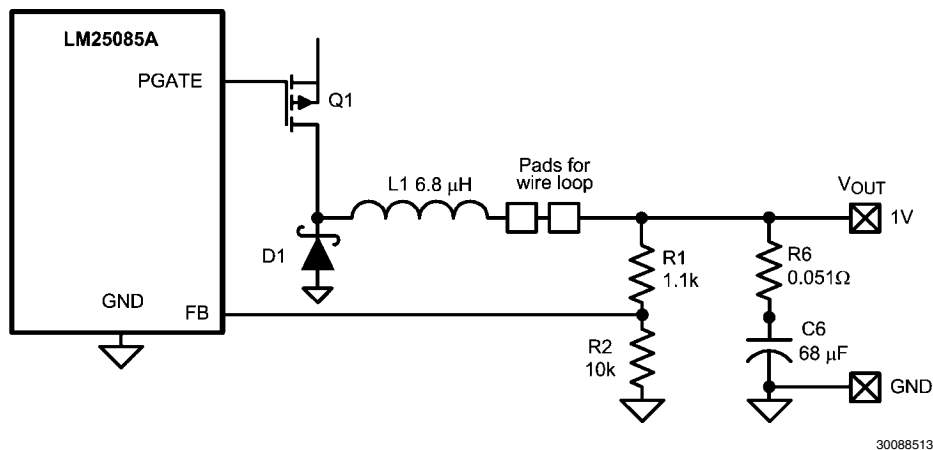 LM25085A
PGATE
Q1
L1 6.8 μH
Pads for
wire loop
VOUT
1V
D1
R1
1.1k
R6
0.051Ω
GND
FB
R2
10k
C6
68 μF
GND
30088513